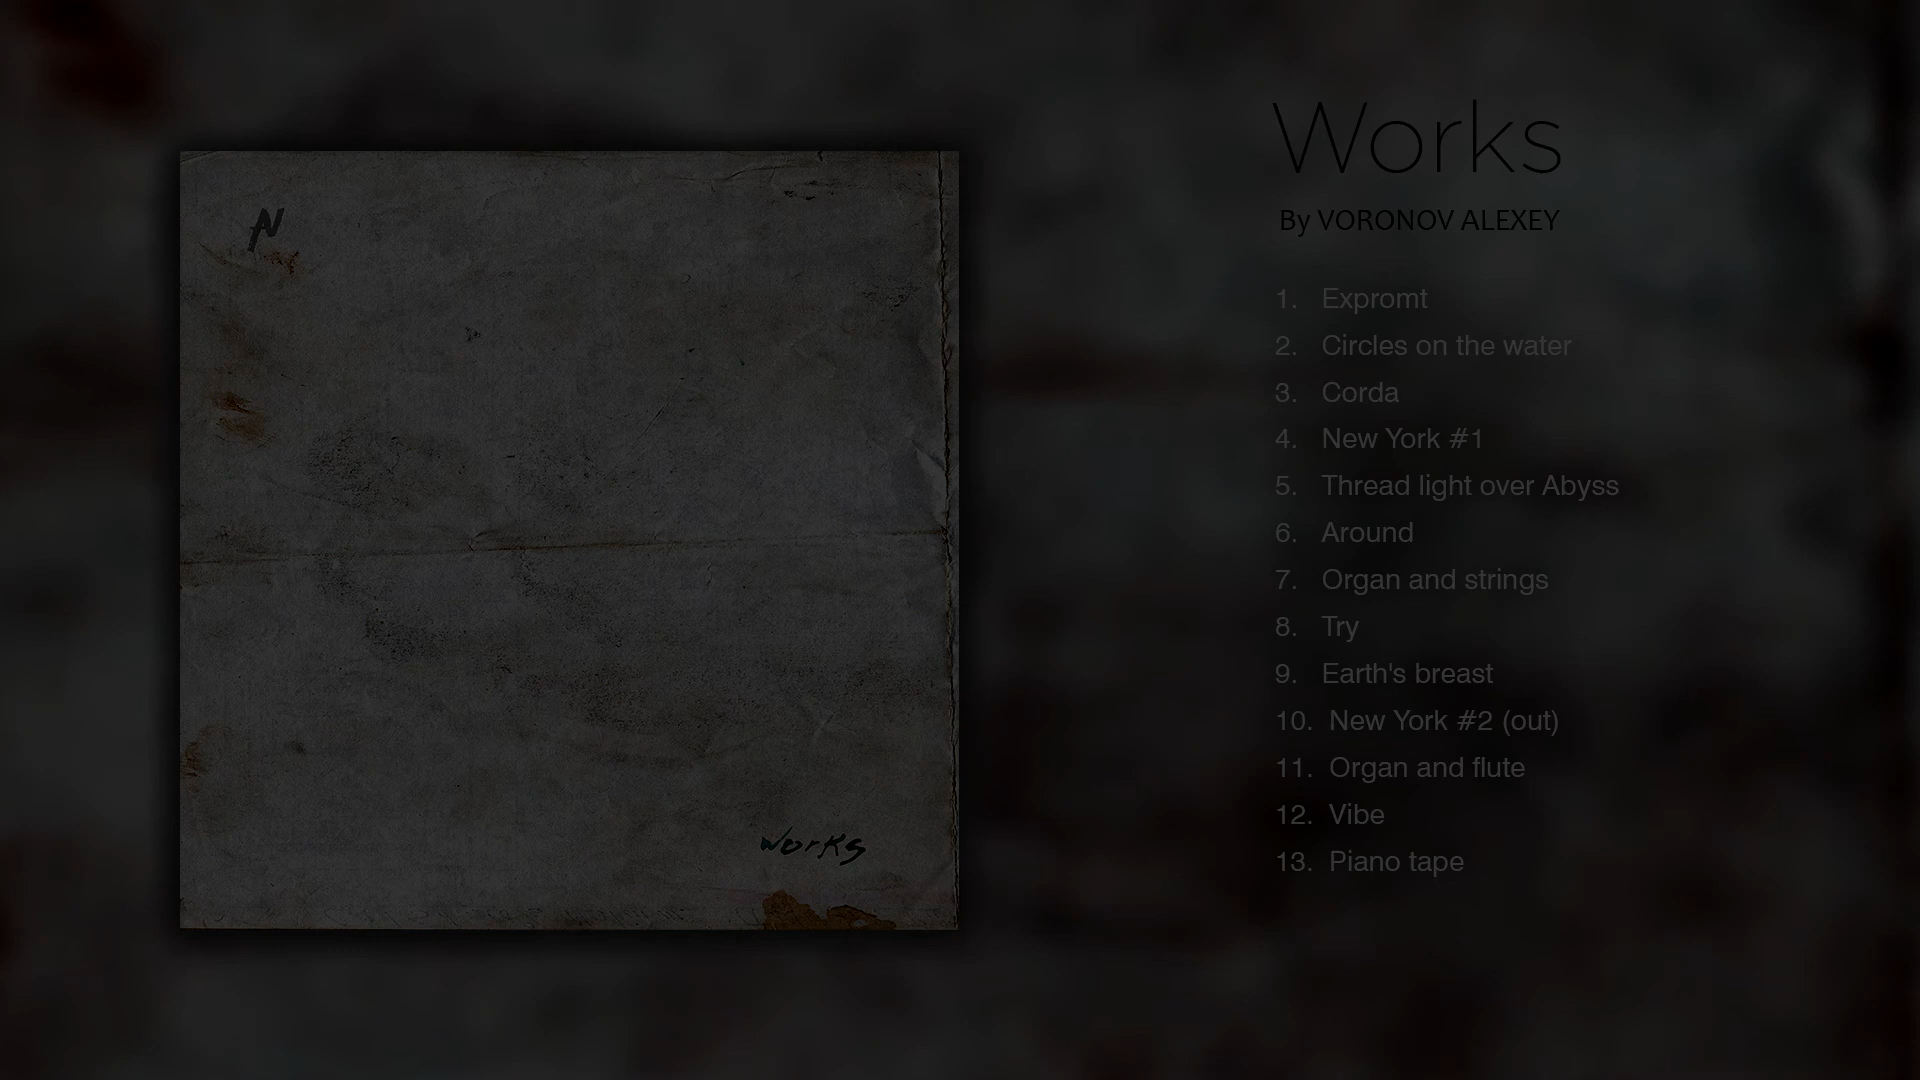 Works
By VORONOV ALEXEY
1. Expromt
2. Circles on the water
3. Corda
4. New York #1
5. Thread light over Abyss
6. Around
7. Organ and strings
8. Try
9. Earth's breast
10. New York #2 (out)
11. Organ and flute
12. Vibe
13. Piano tape
Works